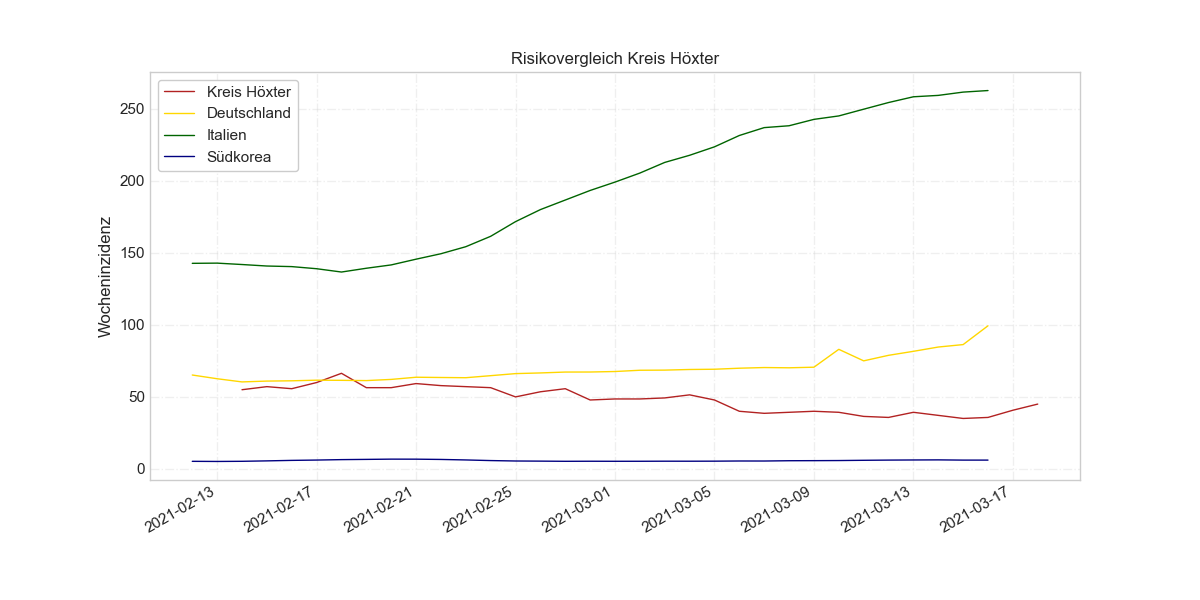 Risikovergleich Kreis Höxter
Kreis Höxter
Deutschland
Italien
Südkorea
Wocheninzidenz
250
200
150
100
50
0
2021-02-13
2021-02-17
2021-02-21
2021-02-25
2021-03-01
2021-03-05
2021-03-09
2021-03-13
2021-03-17